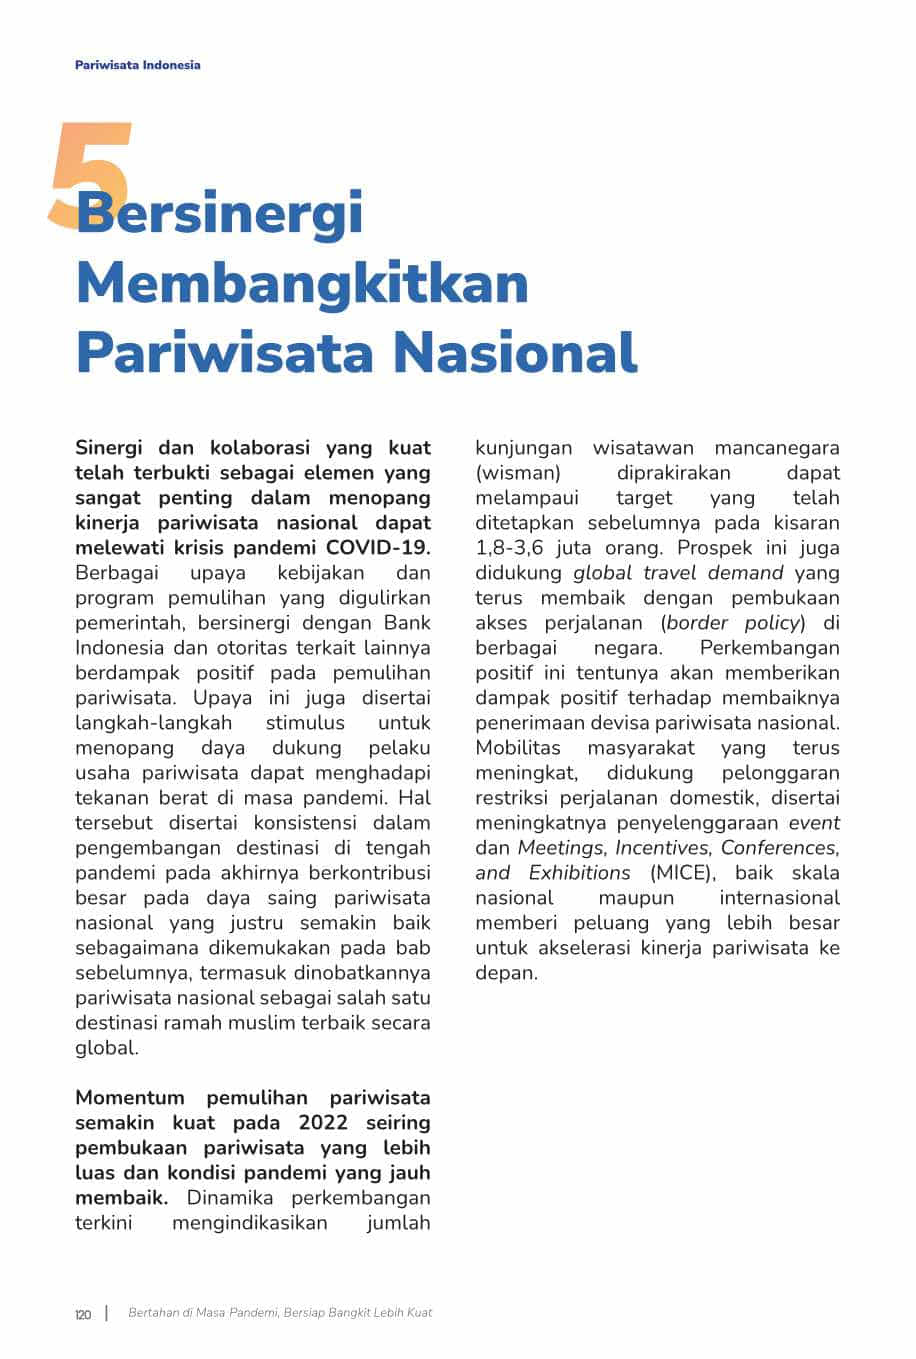 Pariwisata Indonesia
5
Bersinergi
Membangkitkan
Pariwisata Nasional
Sinergi dan kolaborasi yang kuat
telah terbukti sebagai elemen yang
sangat penting dalam menopang
kinerja pariwisata nasional dapat
melewati krisis pandemi COVID-19.
Berbagai upaya kebijakan dan
program pemulihan yang digulirkan
pemerintah, bersinergi dengan Bank
Indonesia dan otoritas terkait lainnya
berdampak positif pada pemulihan
pariwisata. Upaya ini juga disertai
langkah-langkah stimulus untuk
menopang daya dukung pelaku
usaha pariwisata dapat menghadapi
tekanan berat di masa pandemi. Hal
tersebut disertai konsistensi dalam
pengembangan destinasi di tengah
pandemi pada akhirnya berkontribusi
besar pada daya saing pariwisata
nasional yang justru semakin baik
sebagaimana dikemukakan pada bab
sebelumnya, termasuk dinobatkannya
pariwisata nasional sebagai salah satu
destinasi ramah muslim terbaik secara
global.
Momentum pemulihan pariwisata
semakin kuat pada 2022 seiring
pembukaan pariwisata yang lebih
luas dan kondisi pandemi yang jauh
membaik. Dinamika perkembangan
terkini mengindikasikan jumlah
kunjungan wisatawan mancanegara
(wisman) diprakirakan dapat
melampaui target yang telah
ditetapkan sebelumnya pada kisaran
1,8-3,6 juta orang. Prospek ini juga
didukung global travel demand yang
terus membaik dengan pembukaan
akses perjalanan (border policy) di
berbagai negara. Perkembangan
positif ini tentunya akan memberikan
dampak positif terhadap membaiknya
penerimaan devisa pariwisata nasional.
Mobilitas masyarakat yang terus
meningkat, didukung pelonggaran
restriksi perjalanan domestik, disertai
meningkatnya penyelenggaraan event
dan Meetings, Incentives, Conferences,
and Exhibitions (MICE), baik skala
nasional maupun internasional
memberi peluang yang lebih besar
untuk akselerasi kinerja pariwisata ke
depan.
120 | Bertahan di Masa Pandemi, Bersiap Bangkit Lebih Kuat